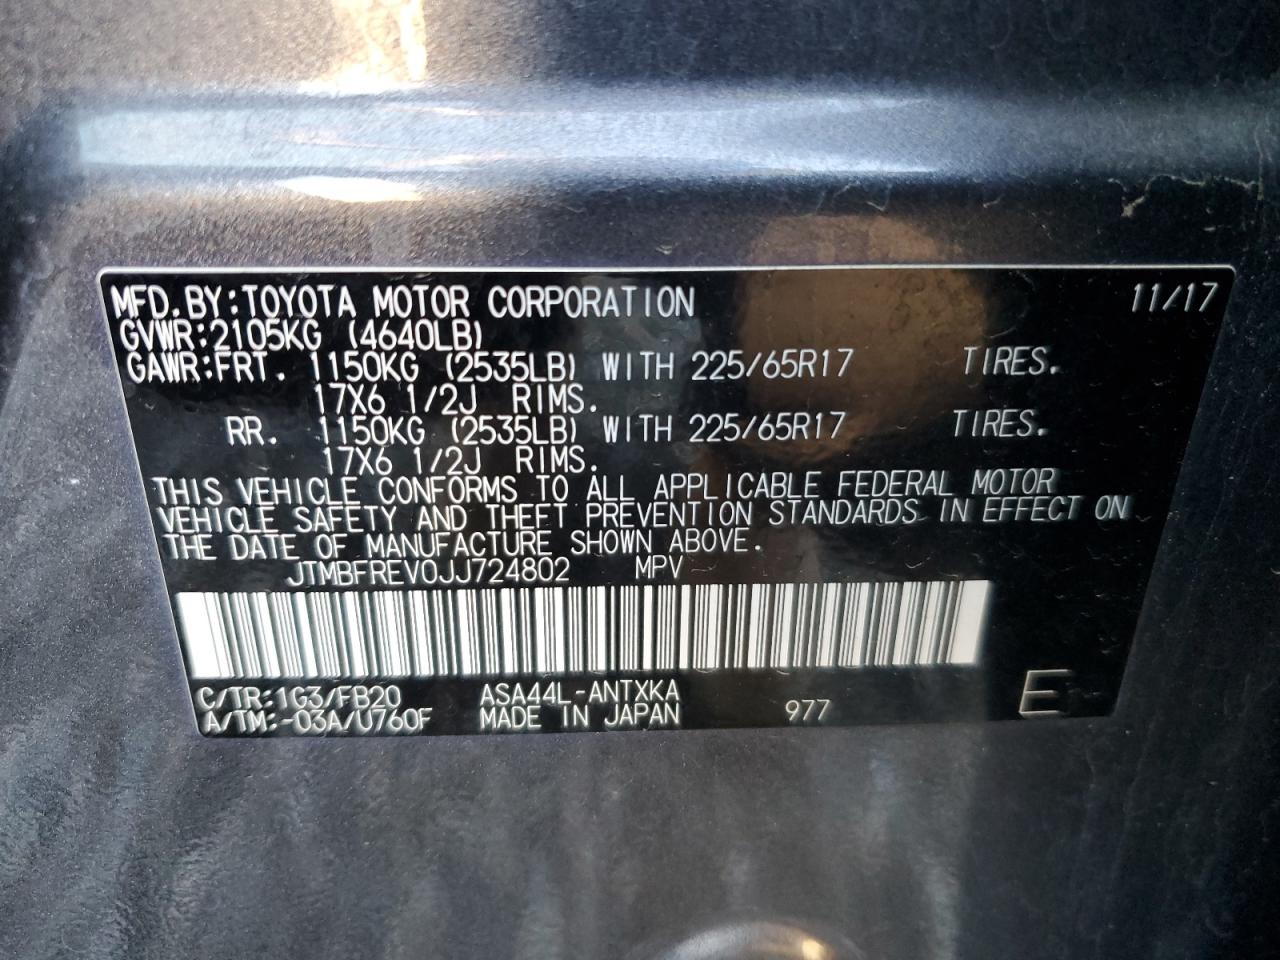 MFD.BY:TOYOTA MOTOR CORPORATION 11/17
GVWR:2105KG (4640LB)
GAWR:FRT. 1150KG (2535LB) WITH 225/65R17 TIRES.
17X6 1/2J RIMS.
RR. 1150KG (2535LB) WITH 225/65R17 TIRES.
17X6 1/2J RIMS.
THIS VEHICLE CONFORMS TO ALL APPLICABLE FEDERAL MOTOR
VEHICLE SAFETY AND THEFT PREVENTION STANDARDS IN EFFECT ON
THE DATE OF MANUFACTURE SHOWN ABOVE.
JTMBFREV0JJ724802 MPV
C/TR:1G3/FB20 ASA44L-ANTXKA
A/TM:-03A/U760F MADE IN JAPAN 977 E